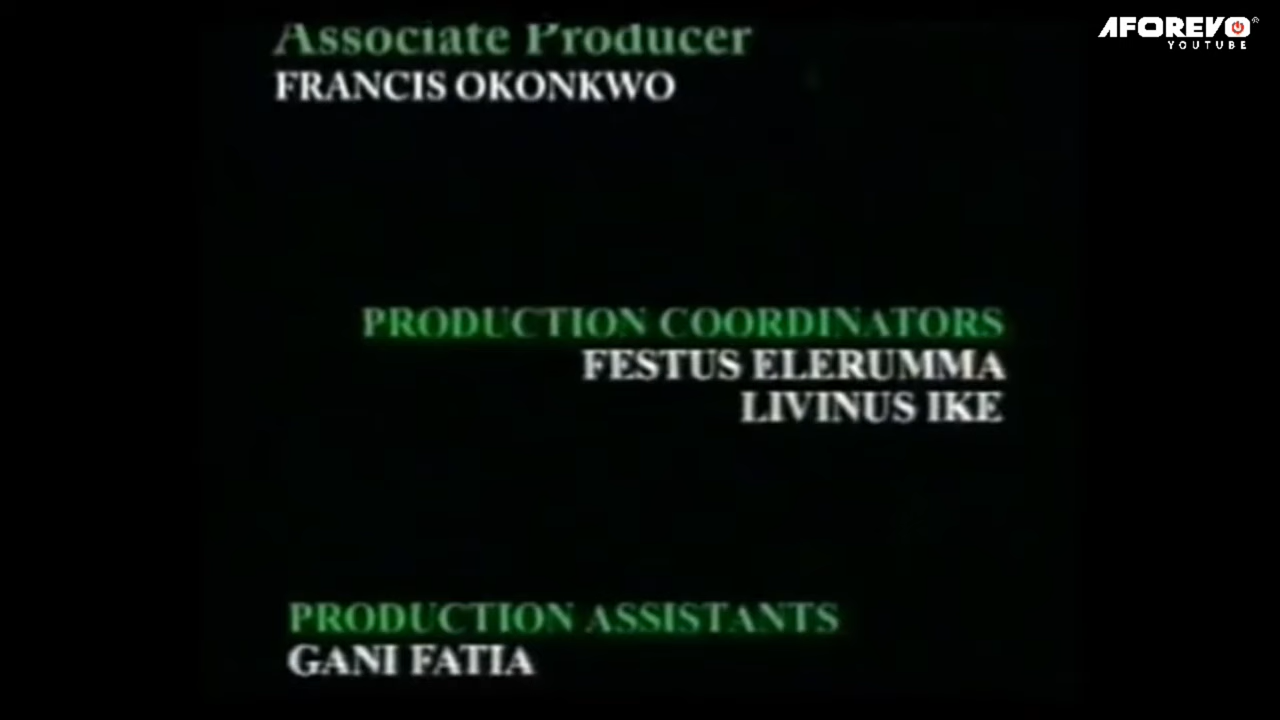 Associate Producer
FRANCIS OKONKWO
AFOREVO
YOUTUBE
PRODUCTION COORDINATORS
FESTUS ELERUMMA
LIVINUS IKE
PRODUCTION ASSISTANTS
GANI FATIA